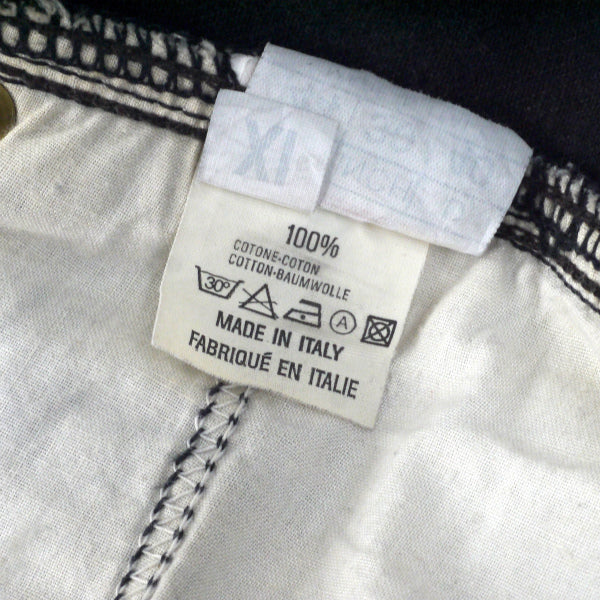 100%
COTONE-COTON
COTTON-BAUMWOLLE
30° A
MADE IN ITALY
FABRIQUÉ EN ITALIE